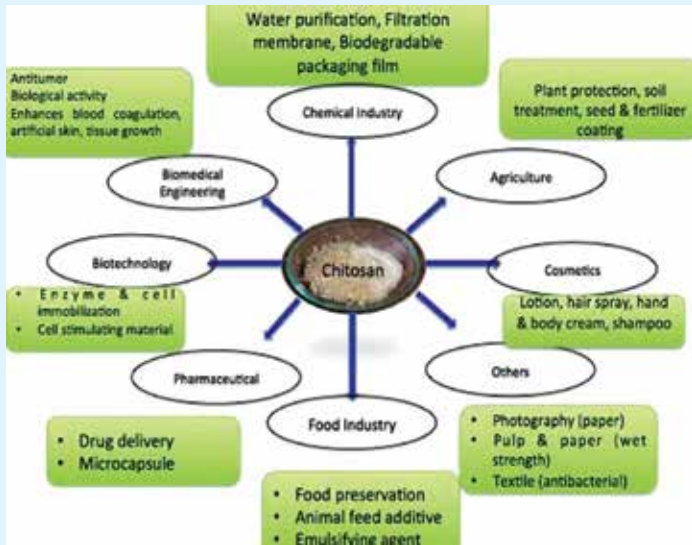 Water purification, Filtration
membrane, Biodegradable
packaging film
Antitumor
Biological activity
Enhances blood coagulation,
artificial skin, tissue growth
Plant protection, soil
treatment, seed & fertilizer
coating
Chemical Industry
Biomedical
Engineering
Agriculture
Biotechnology
Chitosan
Cosmetics
• Enzyme & cell
immobilization
• Cell stimulating material
Lotion, hair spray, hand
& body cream, shampoo
Pharmaceutical
Others
Food Industry
• Drug delivery
• Microcapsule
• Photography (paper)
• Pulp & paper (wet
strength)
• Textile (antibacterial)
• Food preservation
• Animal feed additive
• Emulsifying agent